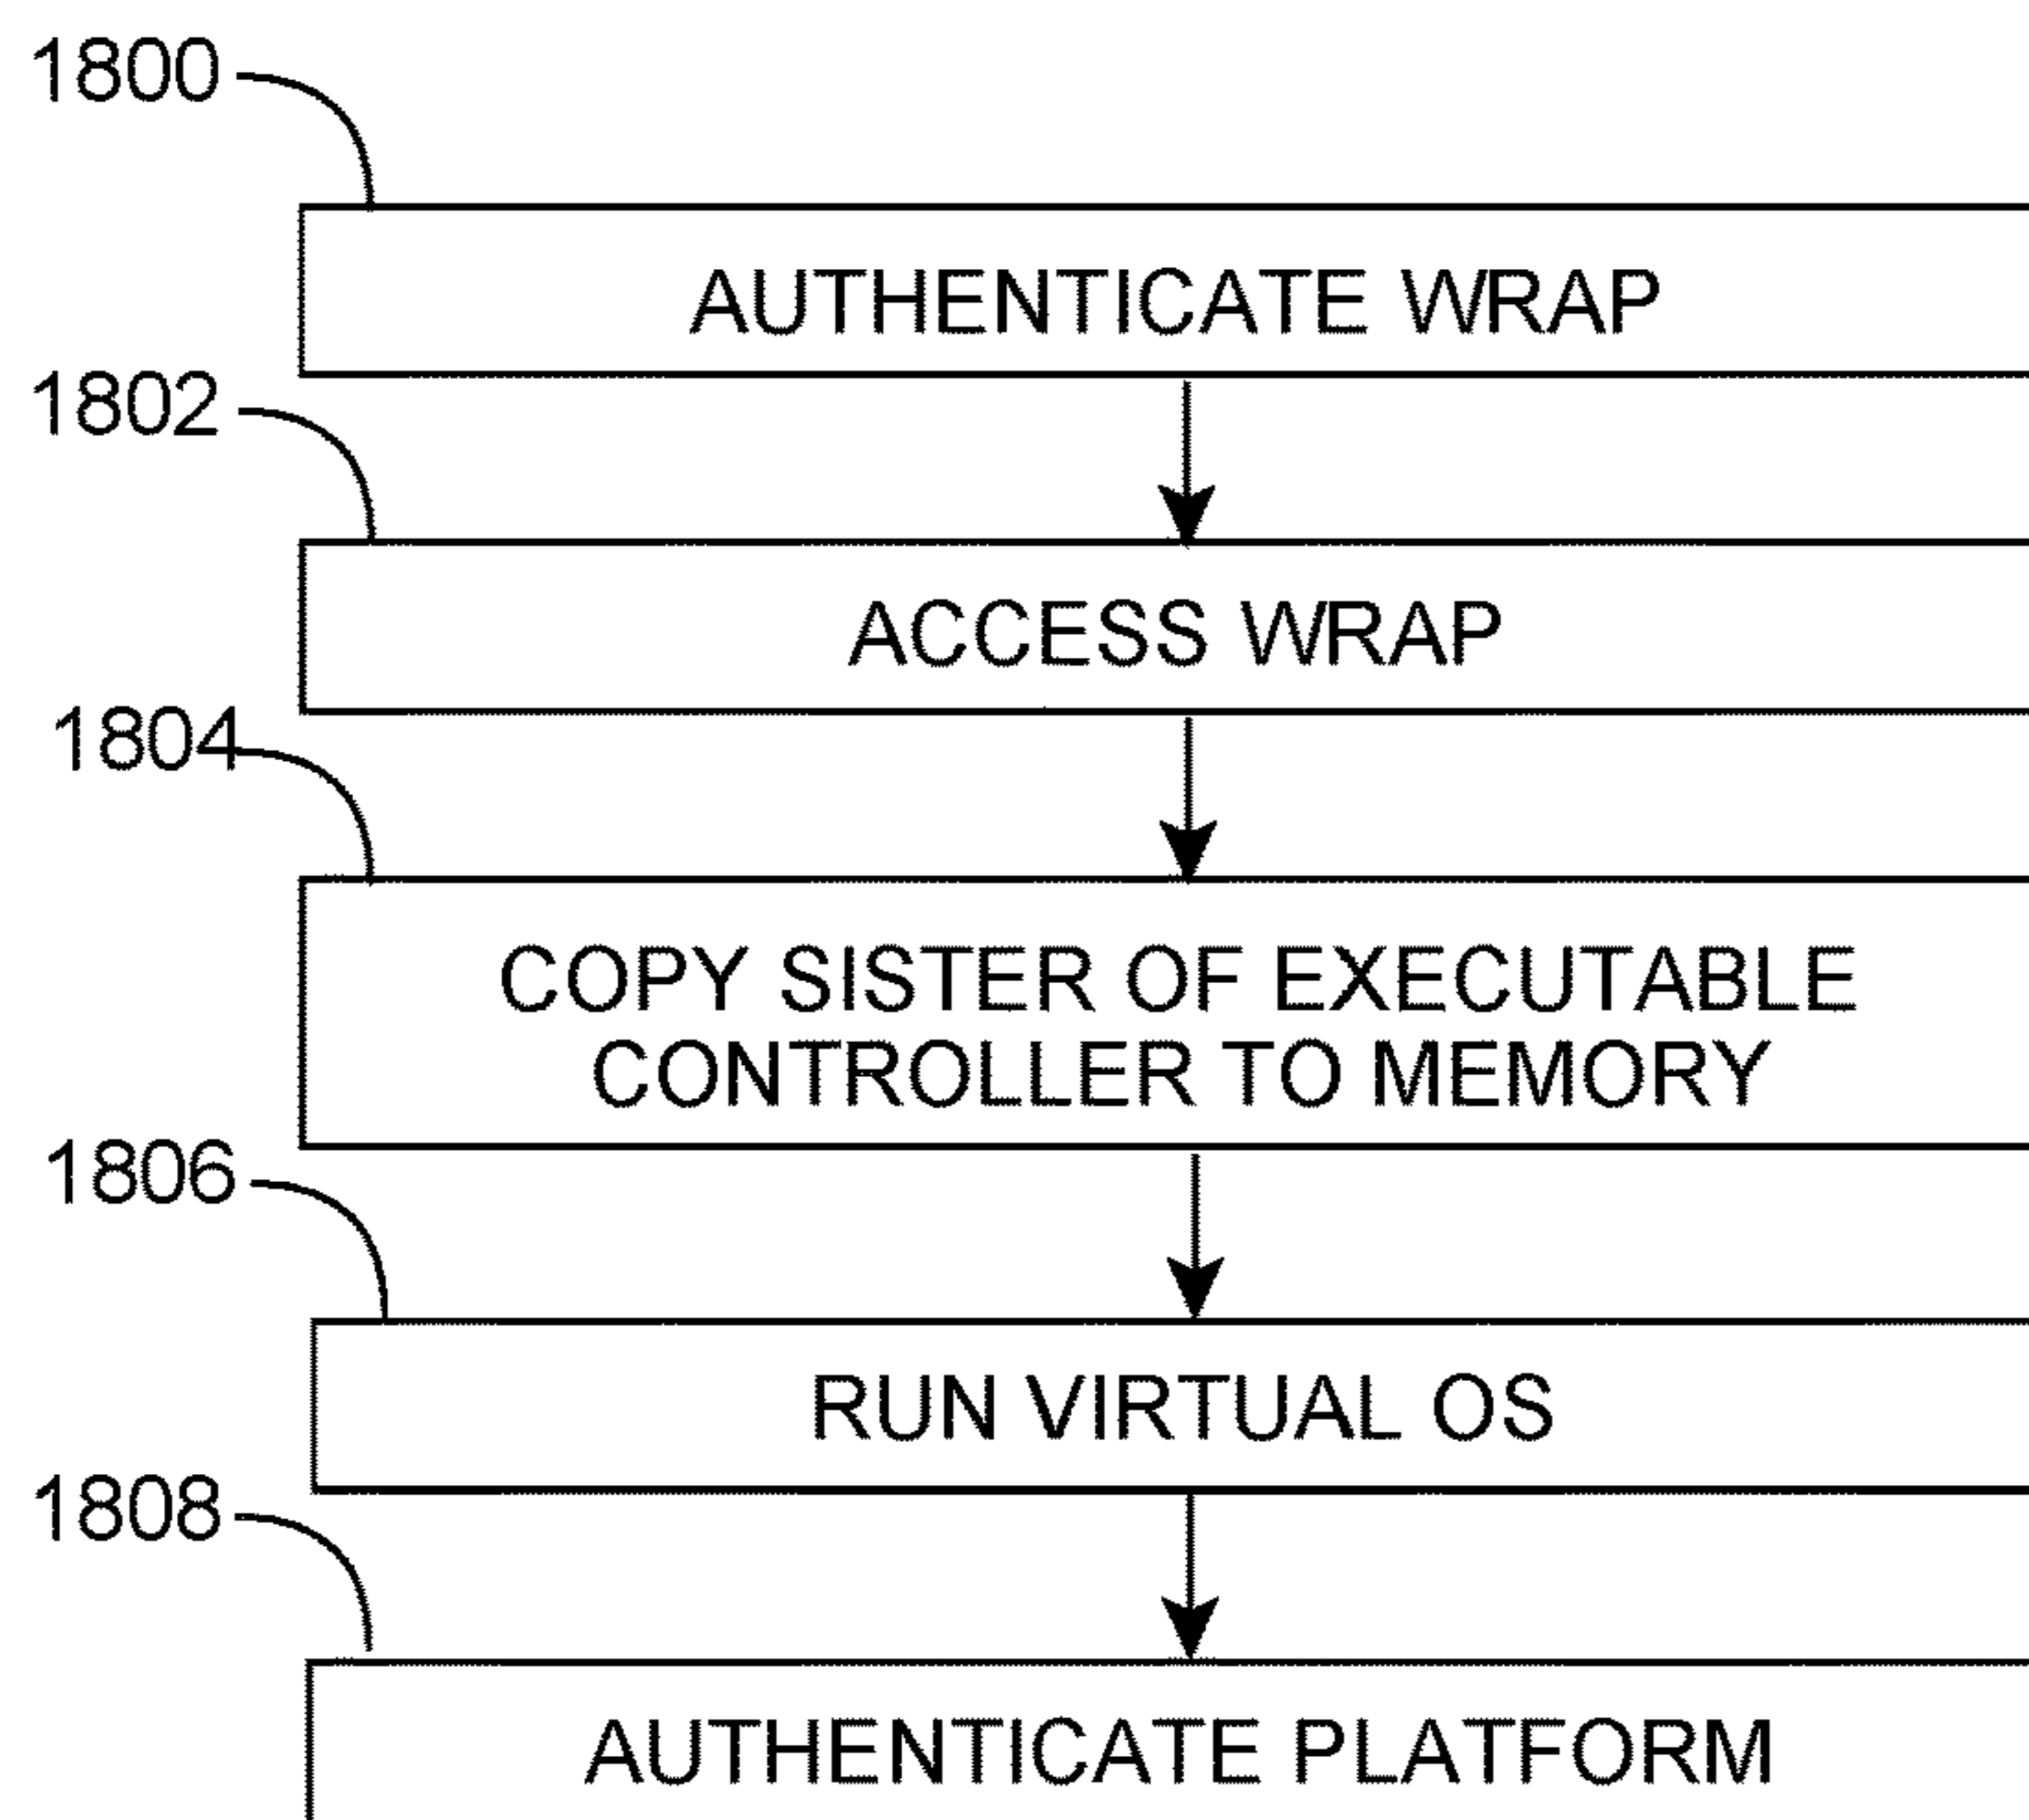 1800
AUTHENTICATE WRAP
1802
ACCESS WRAP
1804
COPY SISTER OF EXECUTABLE
CONTROLLER TO MEMORY
1806
RUN VIRTUAL OS
1808
AUTHENTICATE PLATFORM